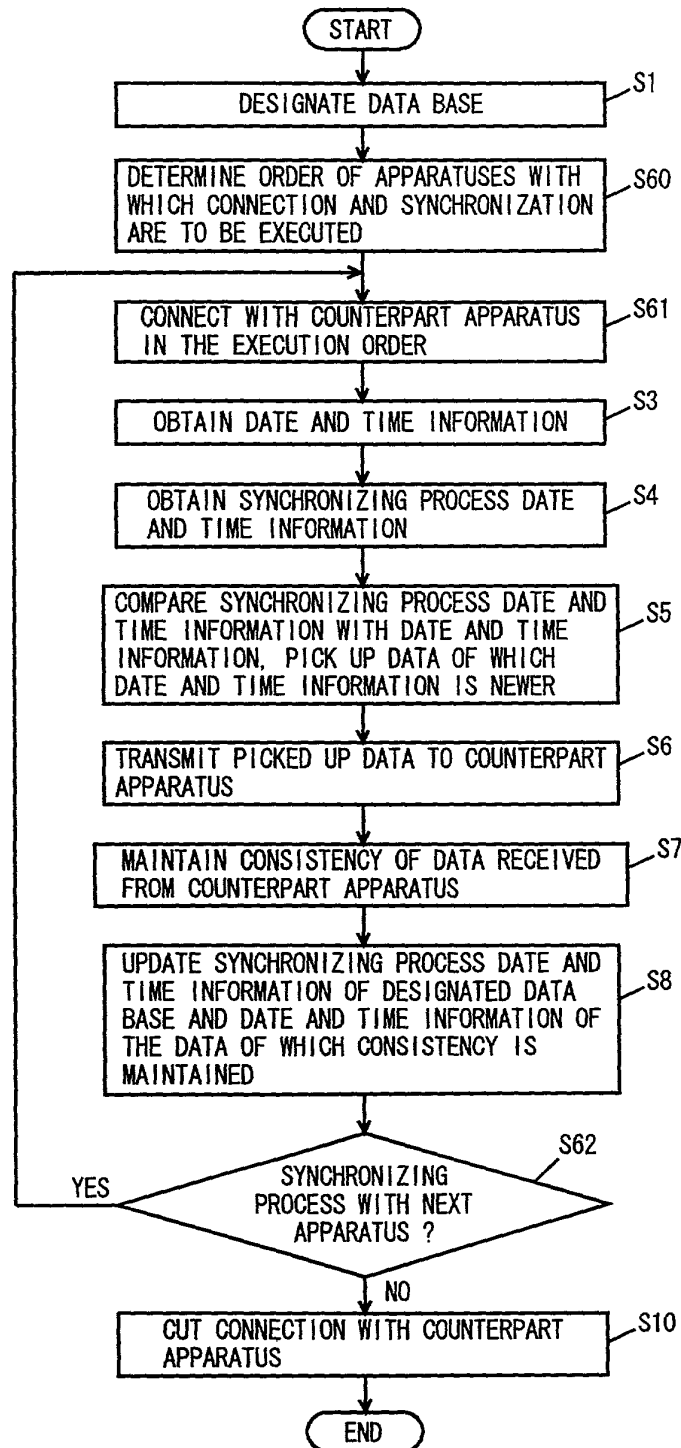 START
DESIGNATE DATA BASE
S1
DETERMINE ORDER OF APPARATUSES WITH
WHICH CONNECTION AND SYNCHRONIZATION
ARE TO BE EXECUTED
S60
CONNECT WITH COUNTERPART APPARATUS
IN THE EXECUTION ORDER
S61
OBTAIN DATE AND TIME INFORMATION
S3
OBTAIN SYNCHRONIZING PROCESS DATE
AND TIME INFORMATION
S4
COMPARE SYNCHRONIZING PROCESS DATE AND
TIME INFORMATION WITH DATE AND TIME
INFORMATION, PICK UP DATA OF WHICH
DATE AND TIME INFORMATION IS NEWER
S5
TRANSMIT PICKED UP DATA TO COUNTERPART
APPARATUS
S6
MAINTAIN CONSISTENCY OF DATA RECEIVED
FROM COUNTERPART APPARATUS
S7
UPDATE SYNCHRONIZING PROCESS DATE AND
TIME INFORMATION OF DESIGNATED DATA
BASE AND DATE AND TIME INFORMATION OF
THE DATA OF WHICH CONSISTENCY IS
MAINTAINED
S8
SYNCHRONIZING
PROCESS WITH NEXT
APPARATUS ?
S62
YES
NO
CUT CONNECTION WITH COUNTERPART
APPARATUS
S10
END